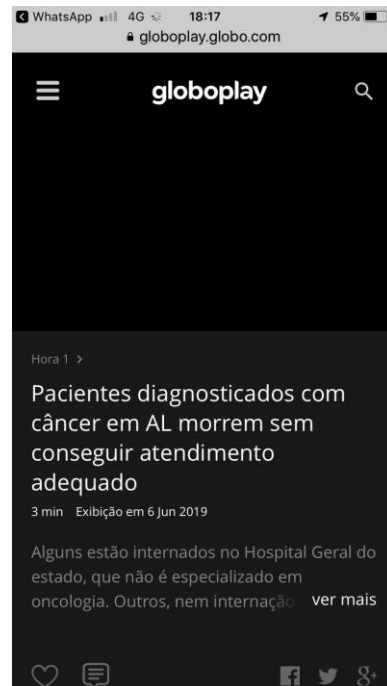 WhatsApp 4G 18:17 55%
globoplay.globo.com
globoplay
Hora 1 >
Pacientes diagnosticados com
câncer em AL morrem sem
conseguir atendimento
adequado
3 min Exibição em 6 Jun 2019
Alguns estão internados no Hospital Geral do
estado, que não é especializado em
oncologia. Outros, nem internação ver mais